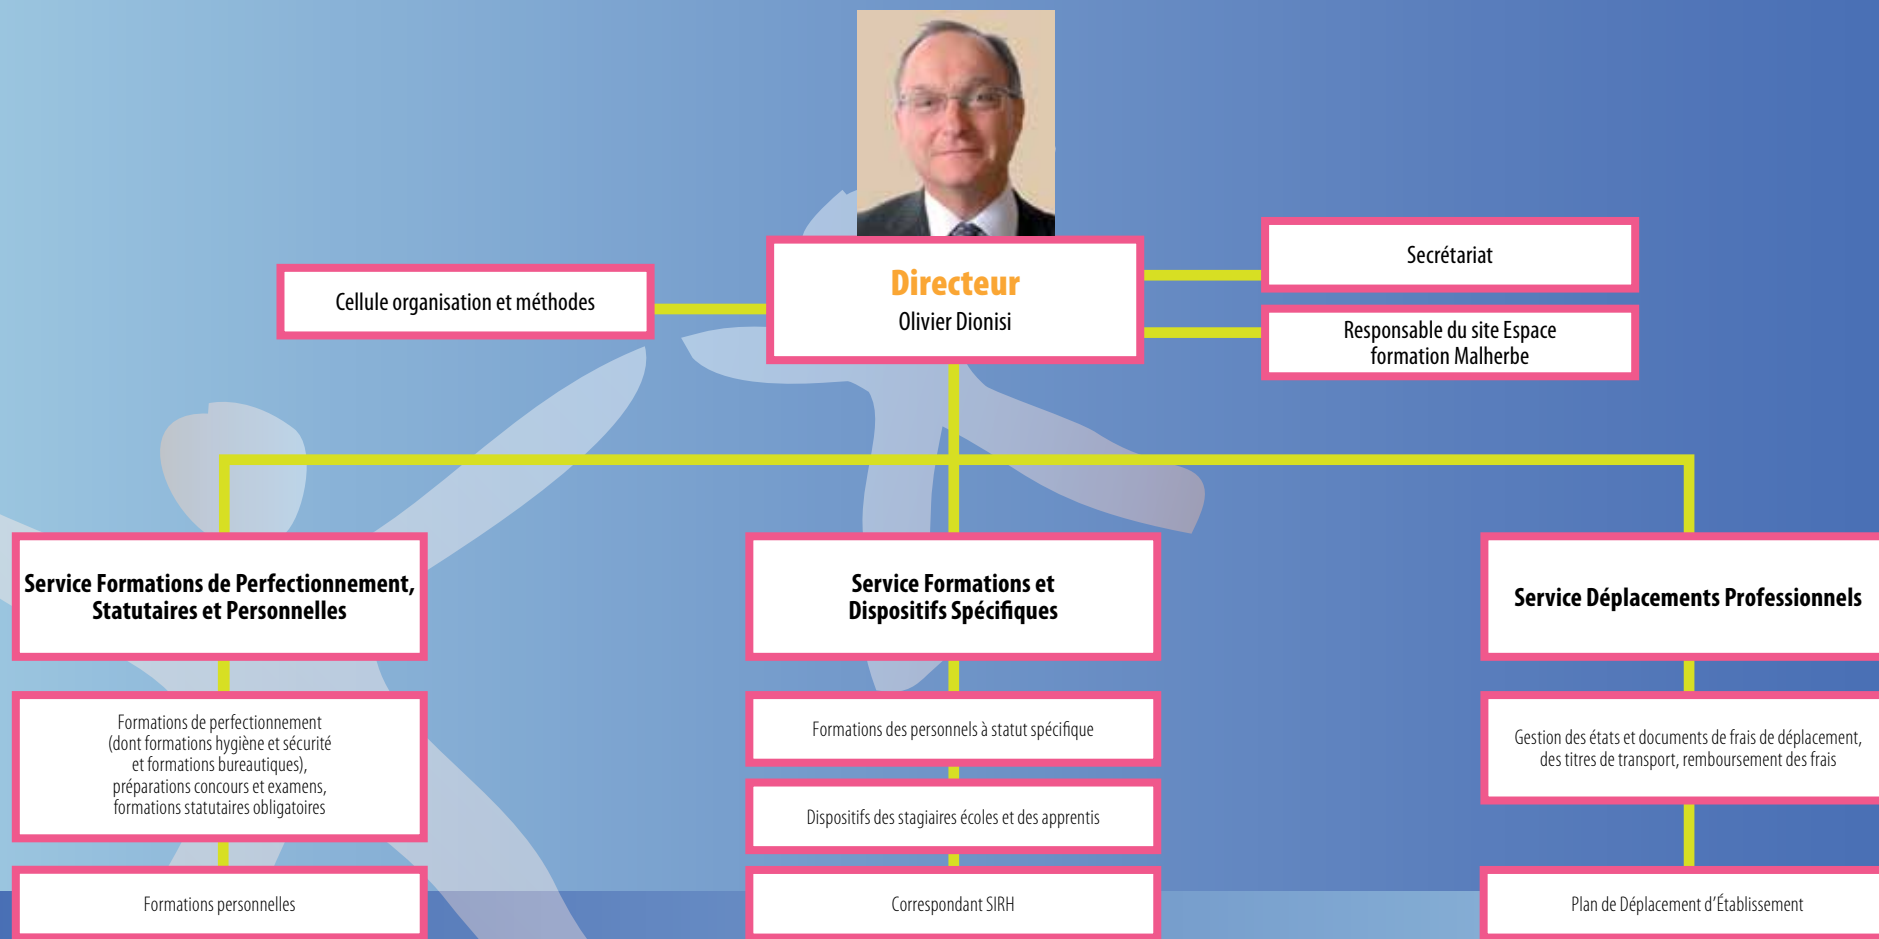 Directeur
Olivier Dionisi
Cellule organisation et méthodes
Secrétariat
Responsable du site Espace
formation Malherbe
Service Formations de Perfectionnement,
Statutaires et Personnelles
Formations de perfectionnement
(dont formations hygiène et sécurité
et formations bureautiques),
préparations concours et examens,
formations statutaires obligatoires
Formations personnelles
Service Formations et
Dispositifs Spécifiques
Formations des personnels à statut spécifique
Dispositifs des stagiaires écoles et des apprentis
Correspondant SIRH
Service Déplacements Professionnels
Gestion des états et documents de frais de déplacement,
des titres de transport, remboursement des frais
Plan de Déplacement d'Établissement